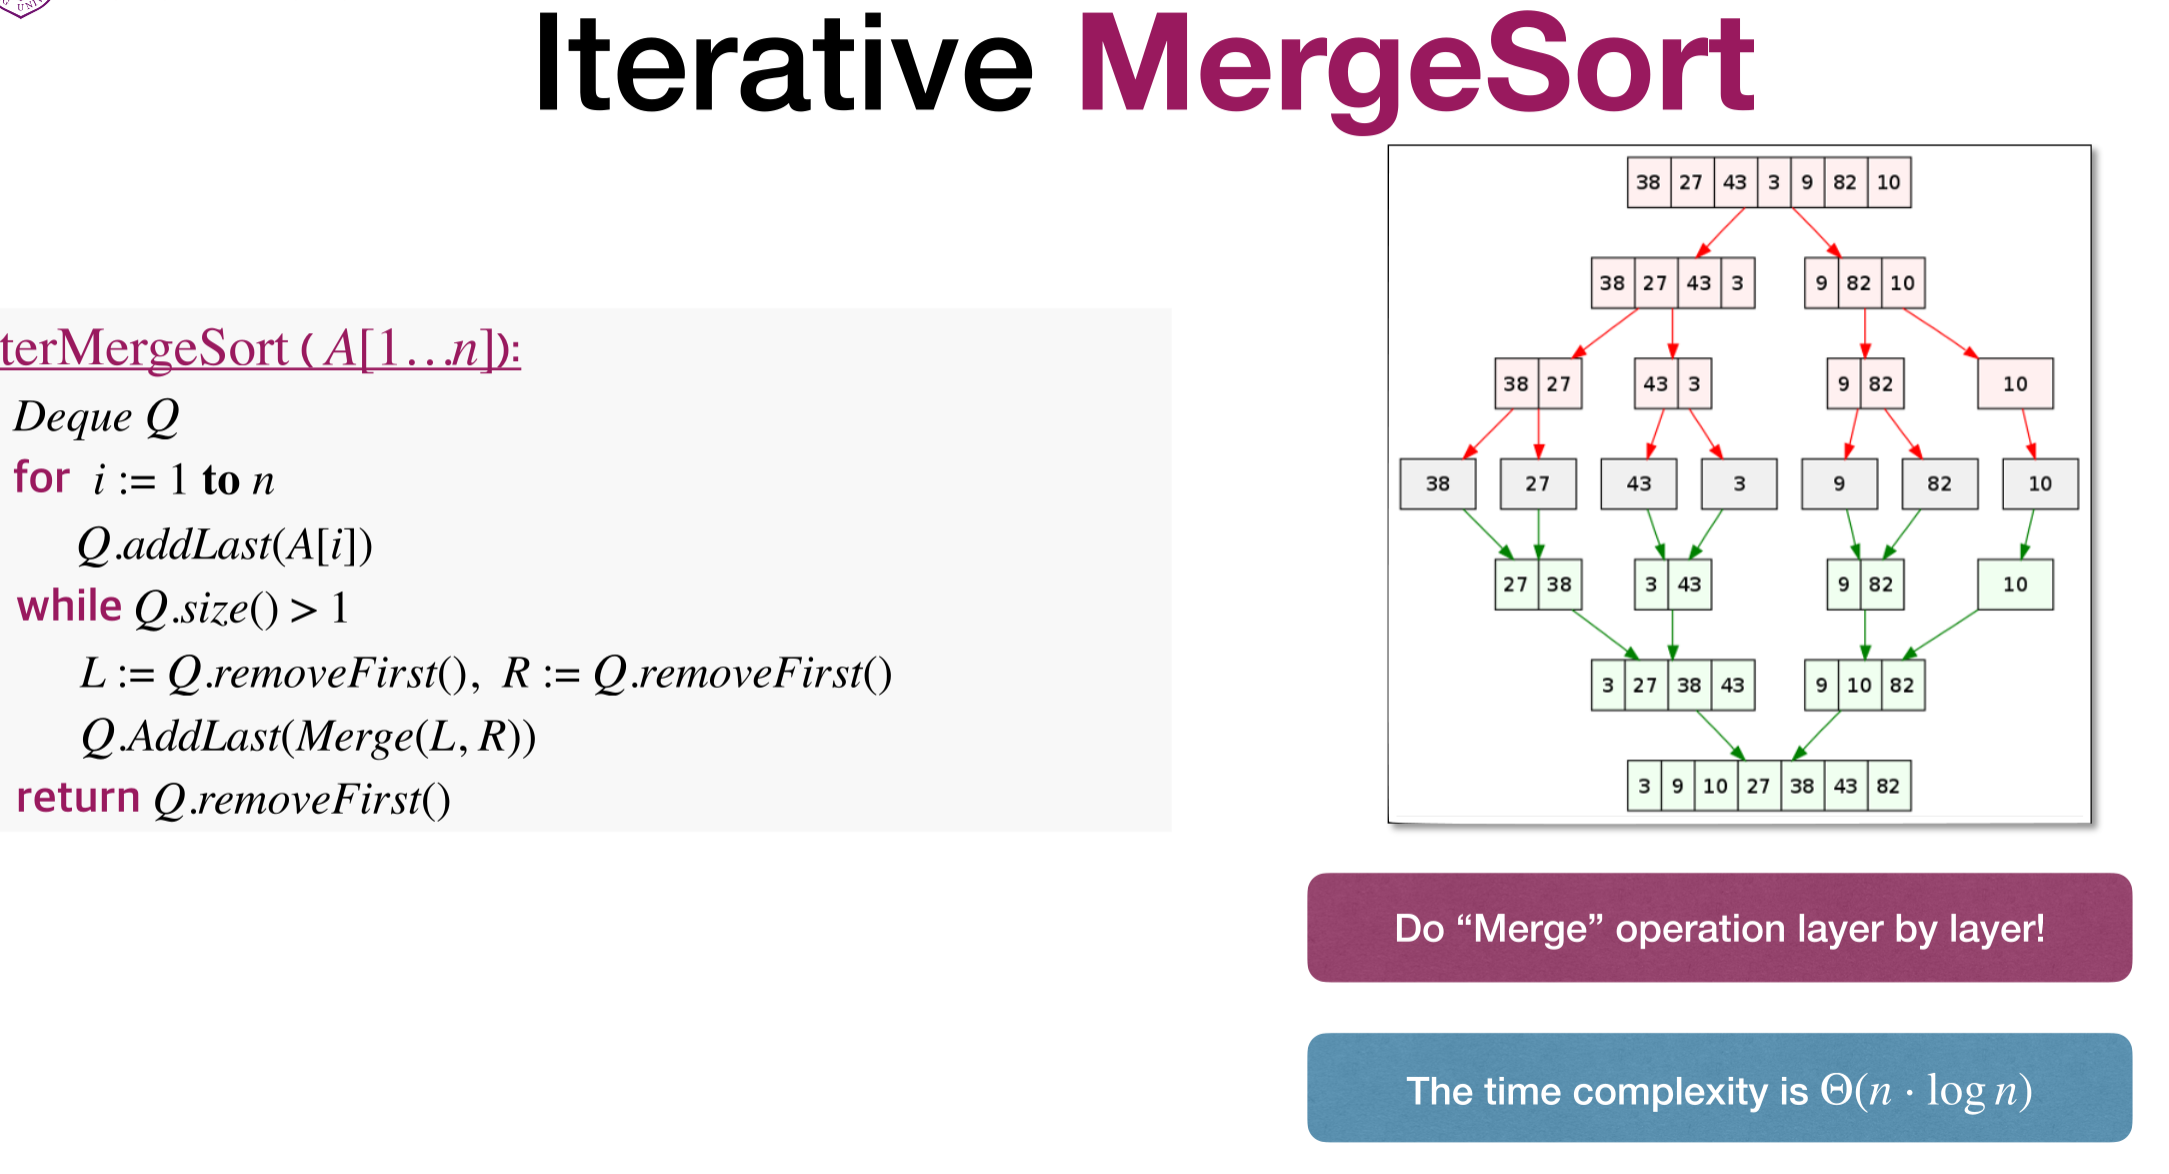 UNIV
Iterative MergeSort
terMergeSort ( A[1…n]):
Deque Q
for i := 1 to n
Q.addLast(A[i])
while Q.size() > 1
L := Q.removeFirst(), R := Q.removeFirst()
Q.AddLast(Merge(L, R))
return Q.removeFirst()
38 27 43 3 9 82 10
38 27 43 3 9 82 10
38 27 43 3 9 82 10
38 27 43 3 9 82 10
27 38 3 43 9 82 10
3 27 38 43 9 10 82
3 9 10 27 38 43 82
Do “Merge” operation layer by layer!
The time complexity is Θ(n · log n)